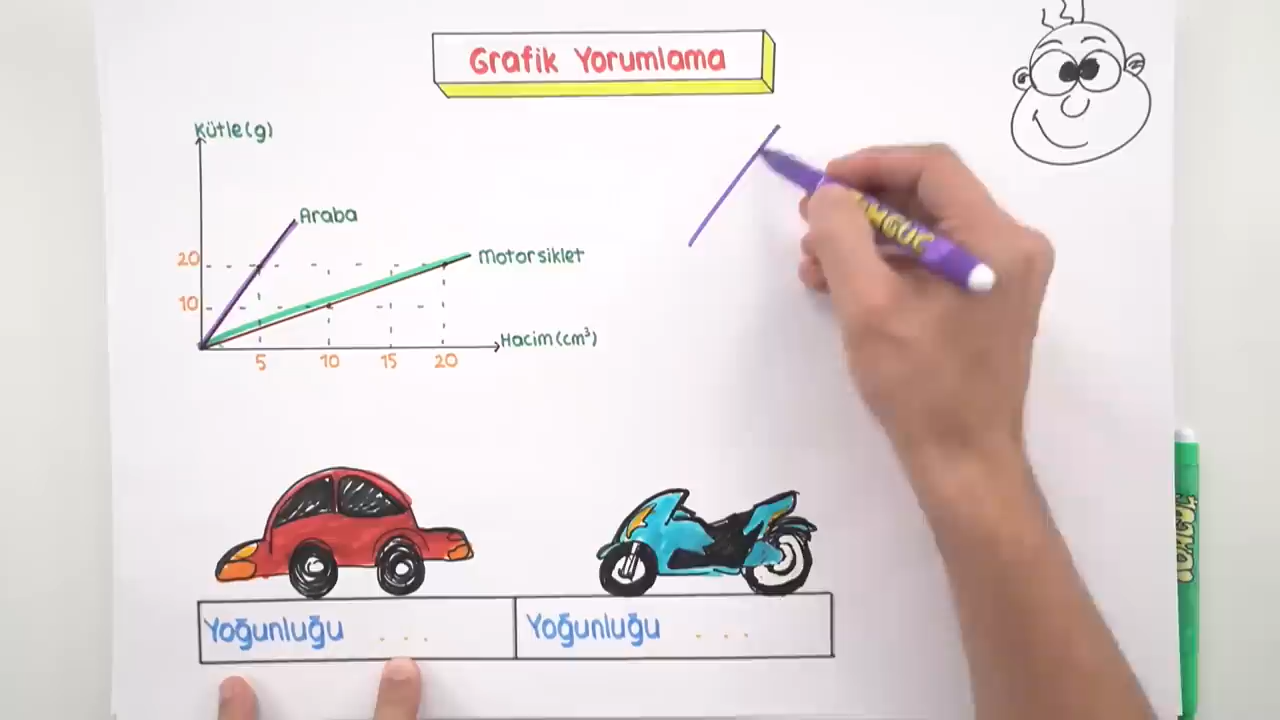 Grafik Yorumlama
Kütle(g)
Araba
20
Motorsiklet
10
Hacim(cm³)
5 10 15 20
Yoğunluğu ... Yoğunluğu ...